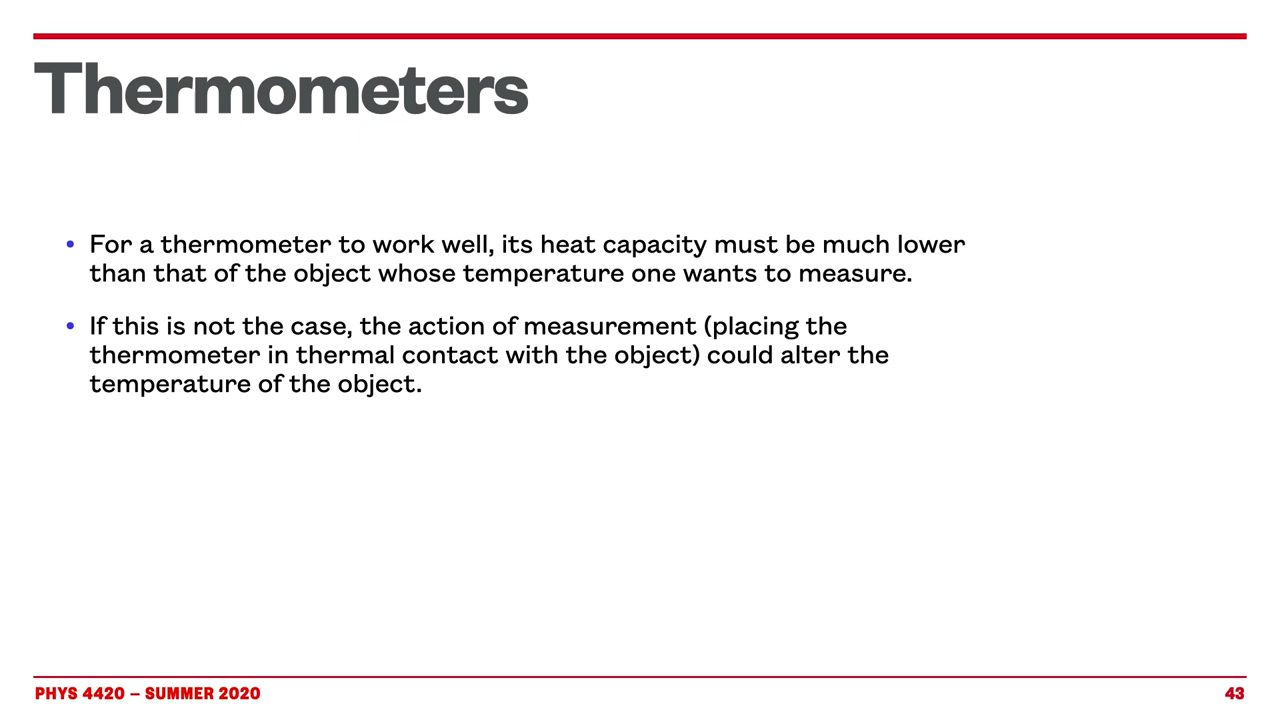 Thermometers
• For a thermometer to work well, its heat capacity must be much lower
than that of the object whose temperature one wants to measure.
• If this is not the case, the action of measurement (placing the
thermometer in thermal contact with the object) could alter the
temperature of the object.
PHYS 4420 – SUMMER 2020
43